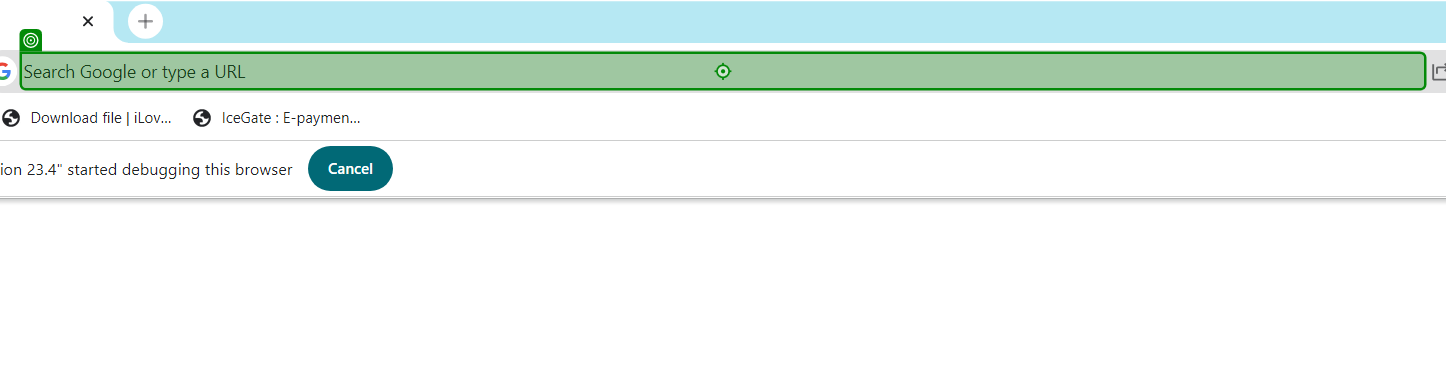 Search Google or type a URL
Download file | iLov... IceGate : E-paymen...
ion 23.4" started debugging this browser Cancel